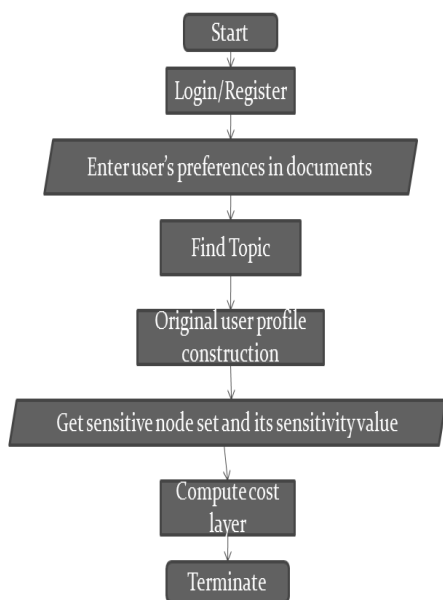 Start
Login/Register
Enter user's preferences in documents
Find Topic
Original user profile
construction
Get sensitive node set and its sensitivity value
Compute cost
layer
Terminate